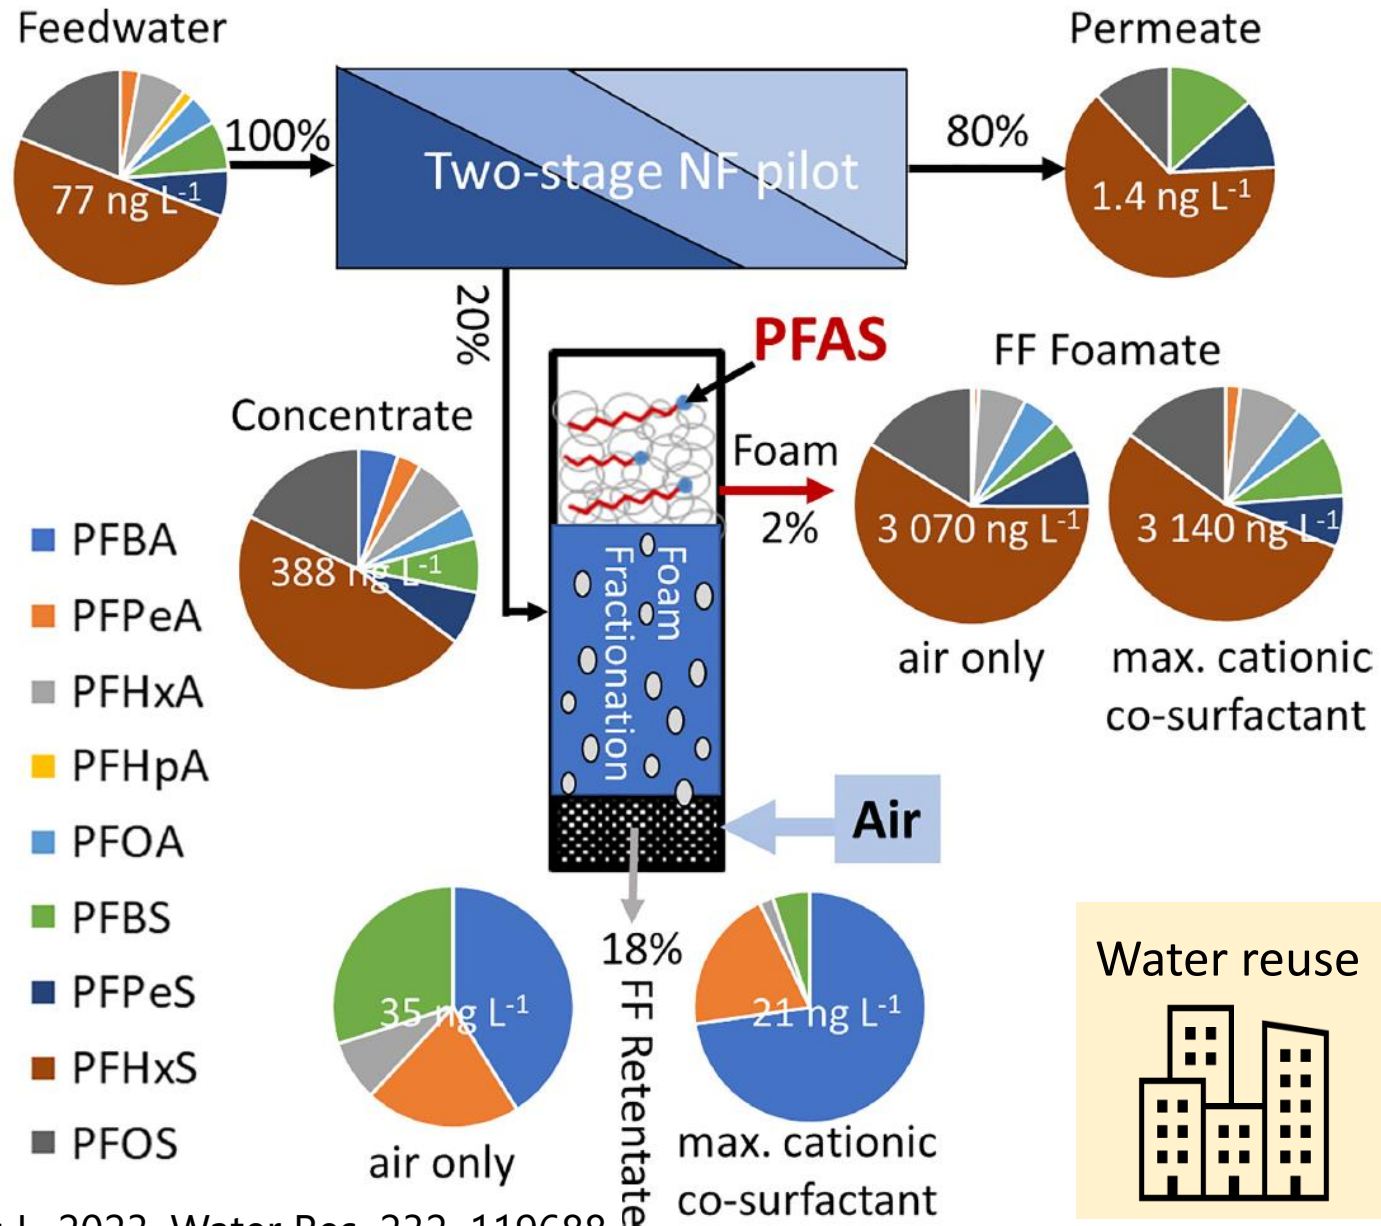 Feedwater
77 ng L-1
100%
Two-stage NF pilot
80%
Permeate
1.4 ng L-1
20%
PFAS
Concentrate
388 ng L-1
Foam
2%
FF Foamate
3 070 ng L-1
air only
3 140 ng L-1
max. cationic
co-surfactant
PFBA
PFPeA
PFHxA
PFHpA
PFOA
PFBS
PFPeS
PFHxS
PFOS
Foam
Fractionation
Air
18%
FF Retentate
35 ng L-1
air only
21 ng L-1
max. cationic
co-surfactant
Water reuse
L. 2023, Water Res. 232, 119688